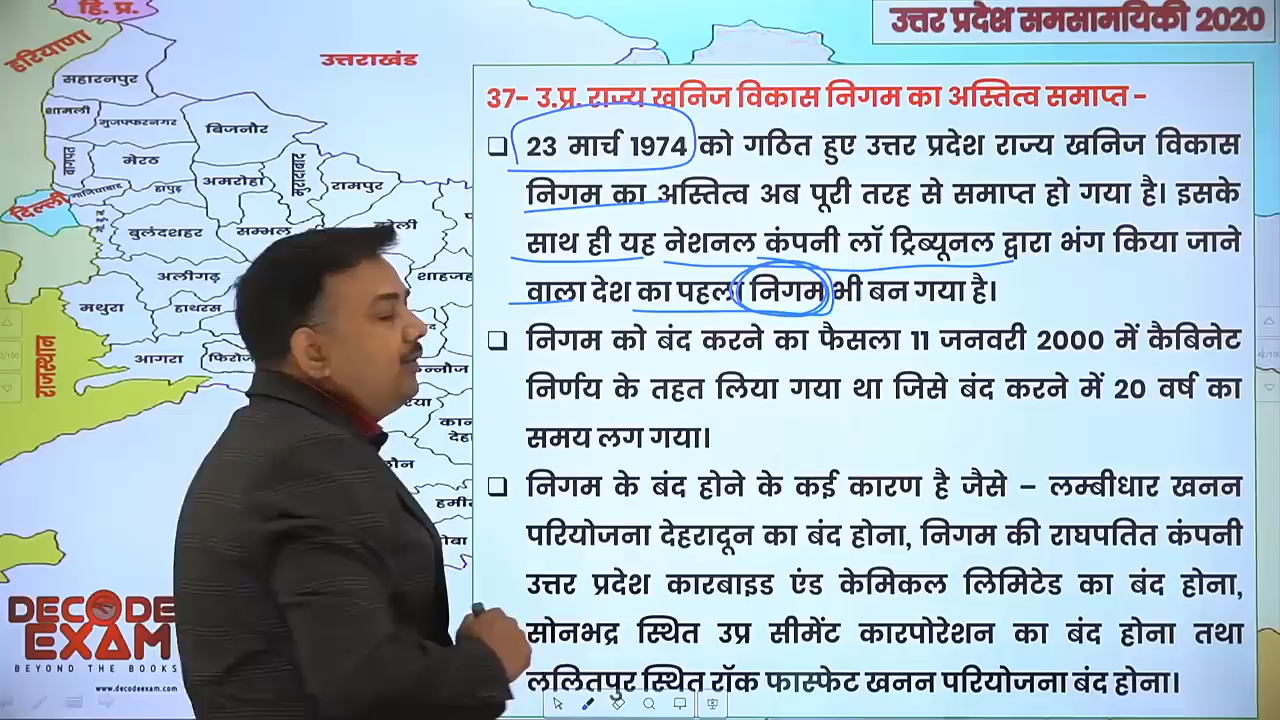 हि. प्र.
उत्तर प्रदेश समसामयिकी 2020
हरियाणा
उत्तराखंड
सहारनपुर
शामली
मुजफ्फरनगर
बिजनौर
बागपत
मेरठ
मुरादाबाद
गाजियाबाद
हापुड़
अमरोहा
रामपुर
दिल्ली
बुलंदशहर
सम्भल
रेली
अलीगढ़
शाहजह
मथुरा
हाथरस
राजस्थान
आगरा
फिरोज
न्नौज
कान
देह
हमीर
37- उ.प्र. राज्य खनिज विकास निगम का अस्तित्व समाप्त -
❑ 23 मार्च 1974 को गठित हुए उत्तर प्रदेश राज्य खनिज विकास
निगम का अस्तित्व अब पूरी तरह से समाप्त हो गया है। इसके
साथ ही यह नेशनल कंपनी लॉ ट्रिब्यूनल द्वारा भंग किया जाने
वाला देश का पहला निगम भी बन गया है।
❑ निगम को बंद करने का फैसला 11 जनवरी 2000 में कैबिनेट
निर्णय के तहत लिया गया था जिसे बंद करने में 20 वर्ष का
समय लग गया।
❑ निगम के बंद होने के कई कारण है जैसे – लम्बीधार खनन
परियोजना देहरादून का बंद होना, निगम की राघपतित कंपनी
उत्तर प्रदेश कारबाइड एंड केमिकल लिमिटेड का बंद होना,
सोनभद्र स्थित उप्र सीमेंट कारपोरेशन का बंद होना तथा
ललितपुर स्थित रॉक फास्फेट खनन परियोजना बंद होना।
DECODE
EXAM
BEYOND THE BOOKS
www.decodeexam.com